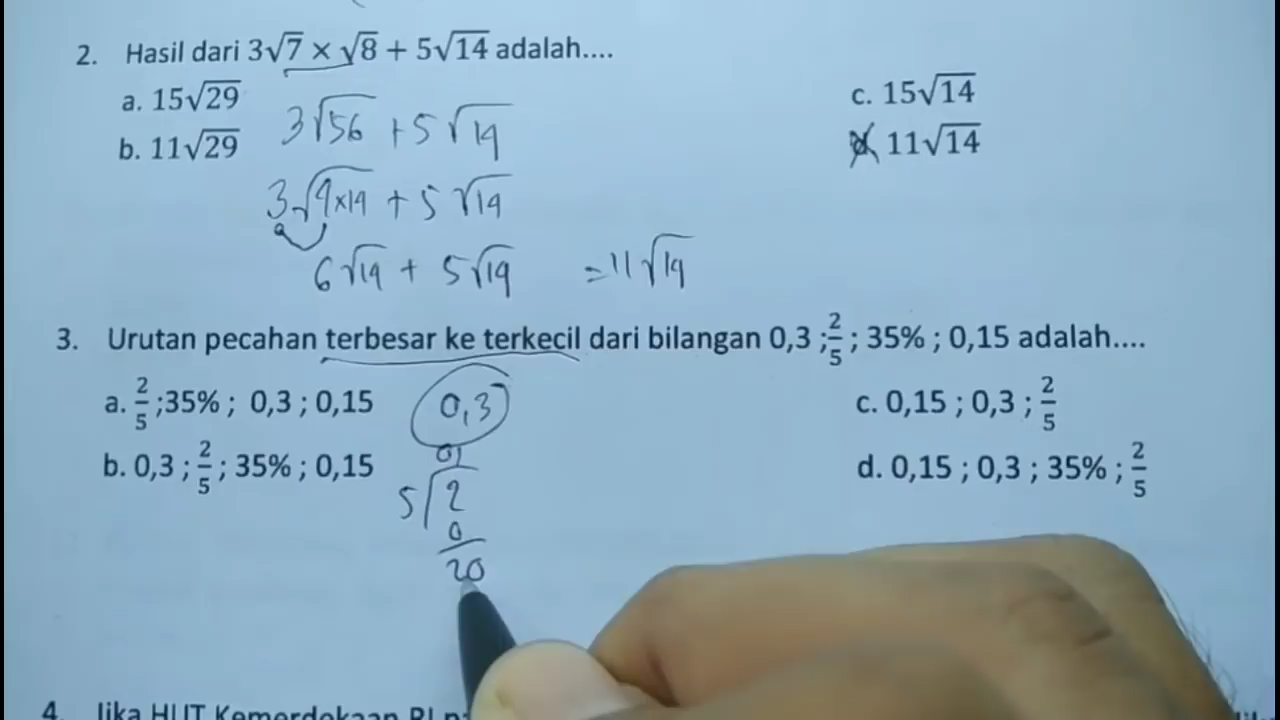 2. Hasil dari 3√7 × √8 + 5√14 adalah....
a. 15√29
c. 15√14
b. 11√29
d. 11√14
3√56 + 5√14
3√4×14 + 5√14
6√14 + 5√14 = 11√14
3. Urutan pecahan terbesar ke terkecil dari bilangan 0,3 ; 2/5 ; 35% ; 0,15 adalah....
a. 2/5 ;35% ; 0,3 ; 0,15
c. 0,15 ; 0,3 ; 2/5
b. 0,3 ; 2/5 ; 35% ; 0,15
d. 0,15 ; 0,3 ; 35% ; 2/5
0,3
0,
5√2
0
20
4. Jika HUT Kemerdekaan RI